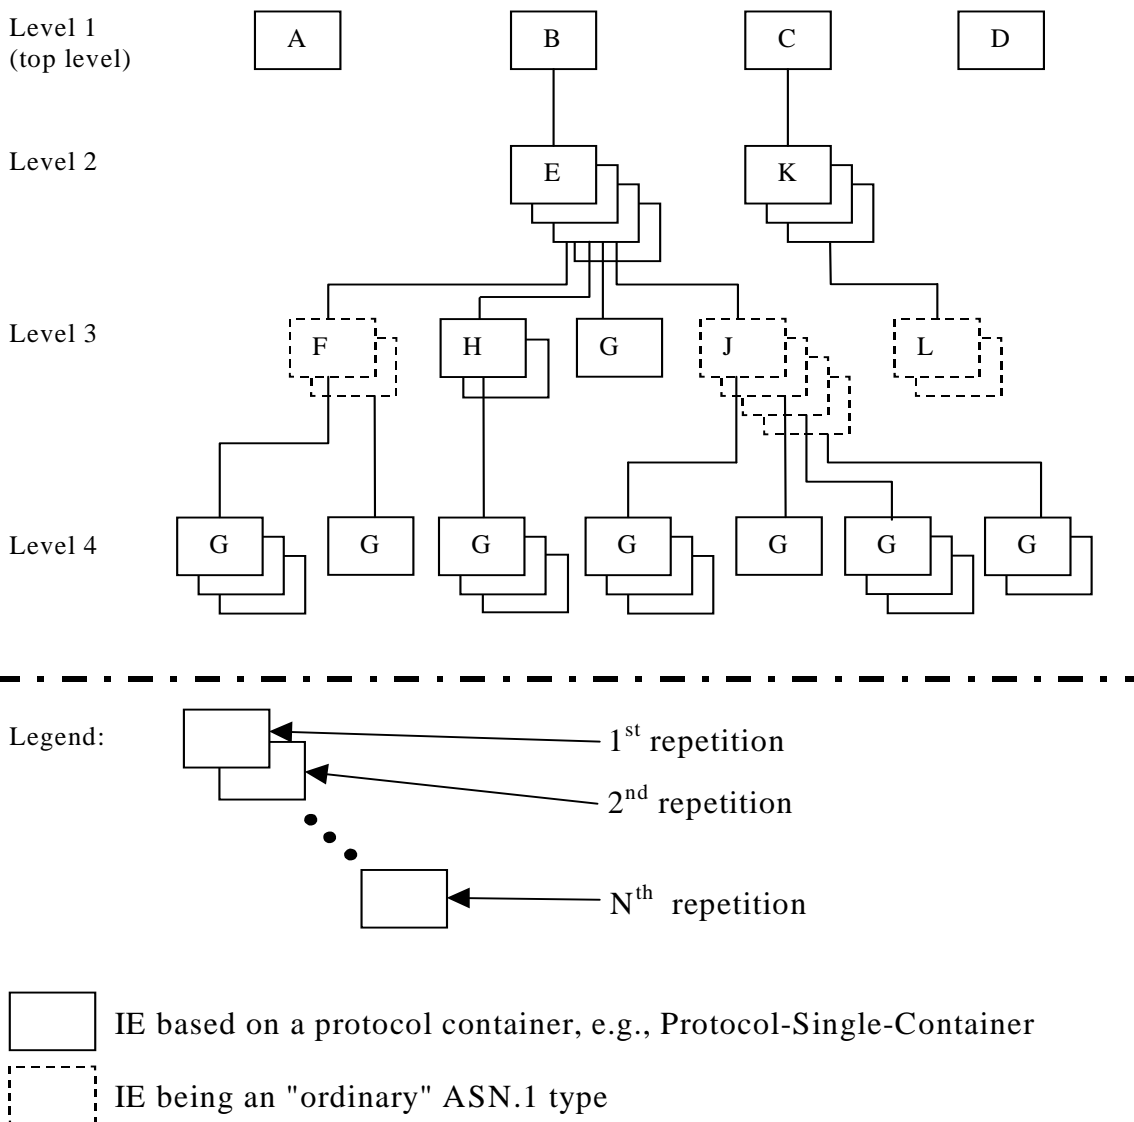 Level 1
(top level)
A B C D
Level 2
E K
Level 3
F H G J L
Level 4
G G G G G G G
Legend:
1st repetition
2nd repetition
Nth repetition
IE based on a protocol container, e.g., Protocol-Single-Container
IE being an "ordinary" ASN.1 type